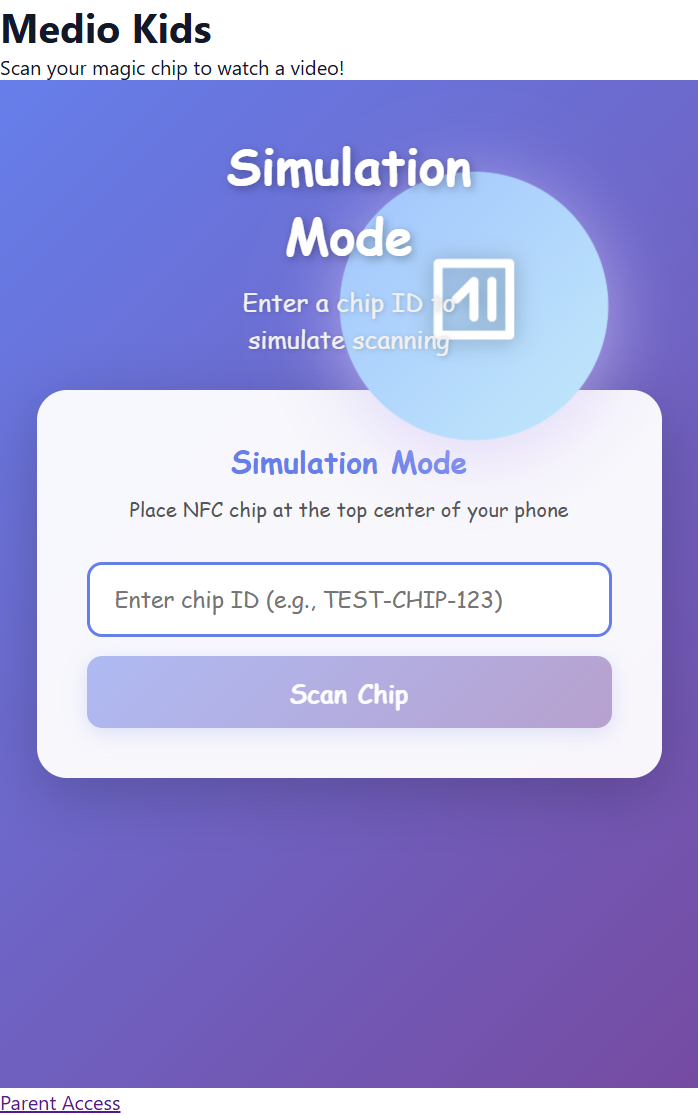 Medio Kids
Scan your magic chip to watch a video!
Simulation
Mode
Enter a chip ID to
simulate scanning
Simulation Mode
Place NFC chip at the top center of your phone
Enter chip ID (e.g., TEST-CHIP-123)
Scan Chip
Parent Access